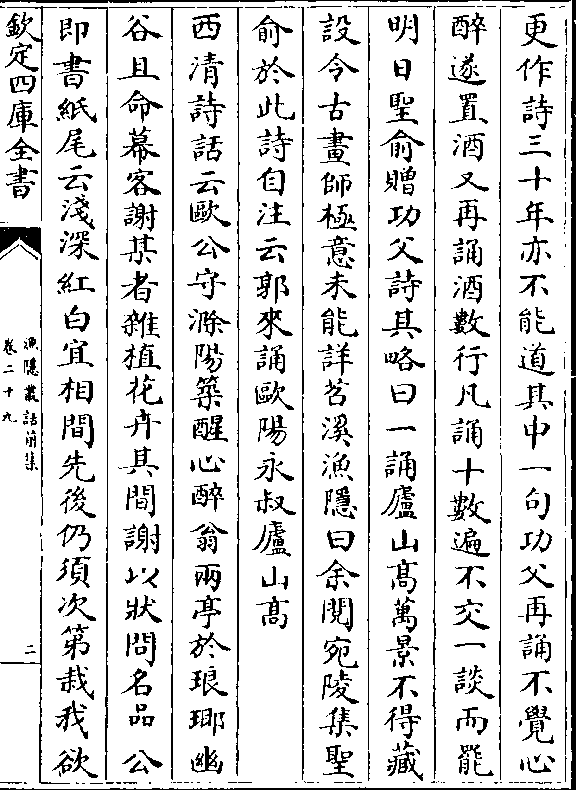 更作詩三十年亦不能道其中一句功父再誦不覺心
醉遂置酒又再誦酒數行凡誦十數遍不交一談而罷
明日聖俞贈功父詩其略曰一誦廬山髙萬景不得藏
設令古畫師極意未能詳苕溪漁隱曰余閱宛陵集聖
俞於此詩自注云郭來誦歐陽永叔廬山髙
西清詩話云歐公守滁陽築醒心醉翁兩亭於琅琊幽
谷且命幕客謝某者雜植花卉其間謝以狀問名品公
即書紙尾云淺深紅白宜相間先後仍須次第栽我欲
欽定四庫全書
漁隱叢話前集
卷二十九
二